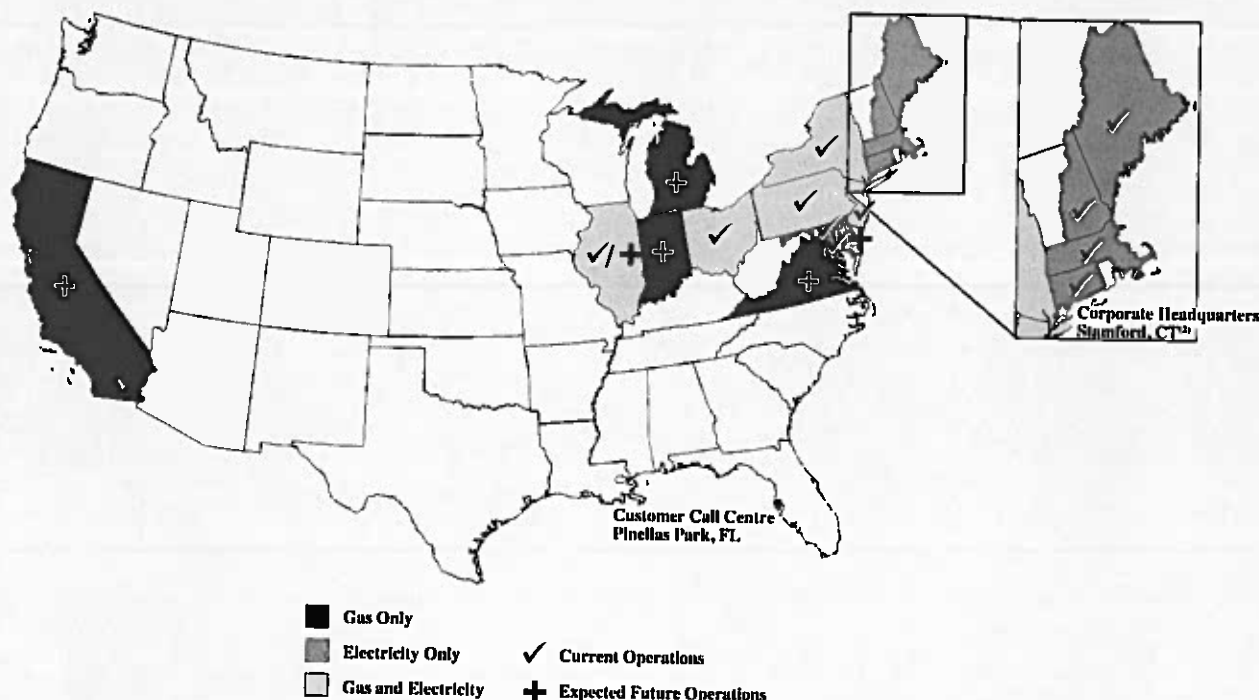 Corporate Headquarters
Stamford, CT⁽²⁾
Customer Call Centre
Pinellas Park, FL
Gas Only
Electricity Only
Current Operations
Gas and Electricity
Expected Future Operations